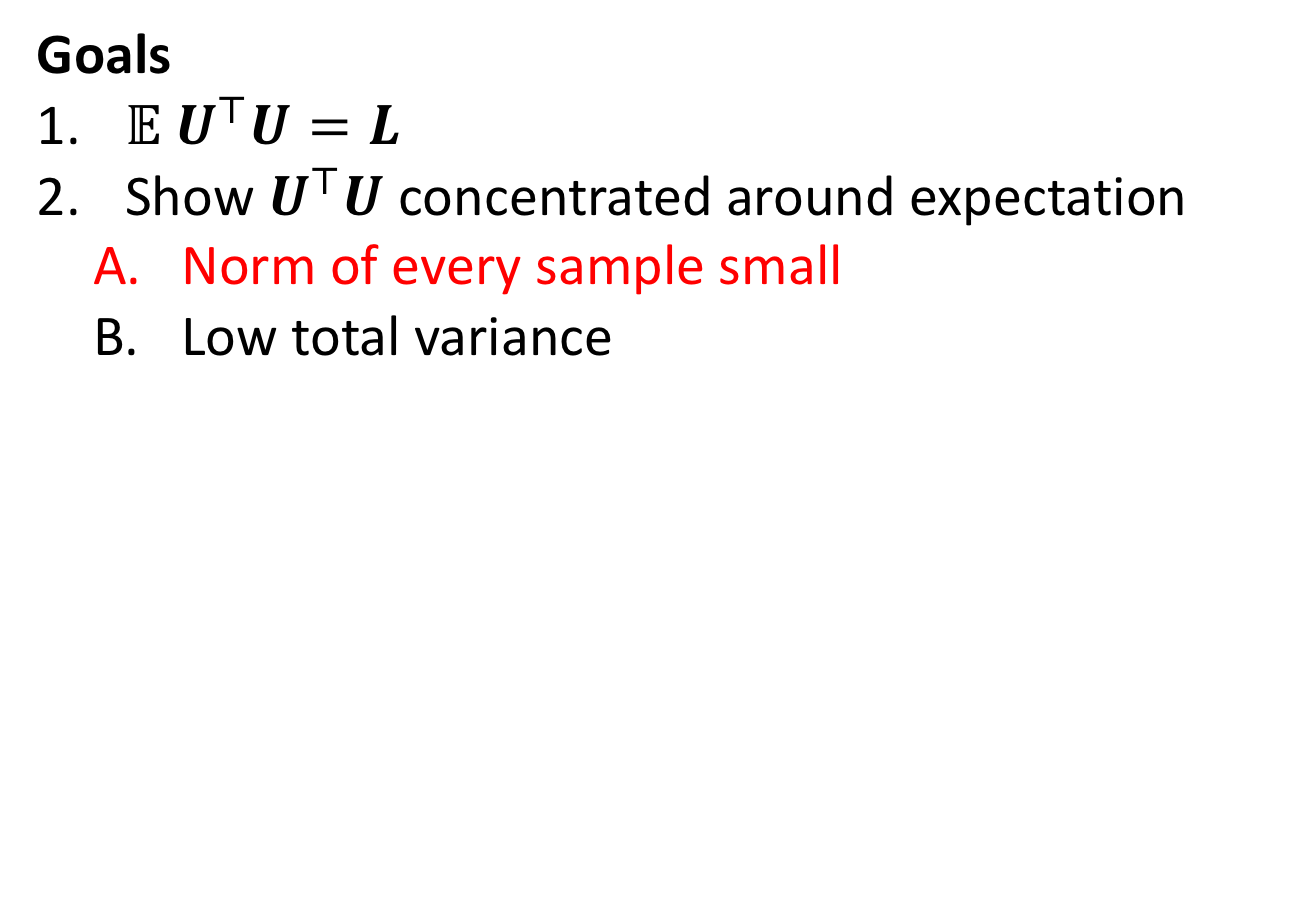 Goals
1. 𝔼 𝑼⊤𝑼 = 𝑳
2. Show 𝑼⊤𝑼 concentrated around expectation
A. Norm of every sample small
B. Low total variance